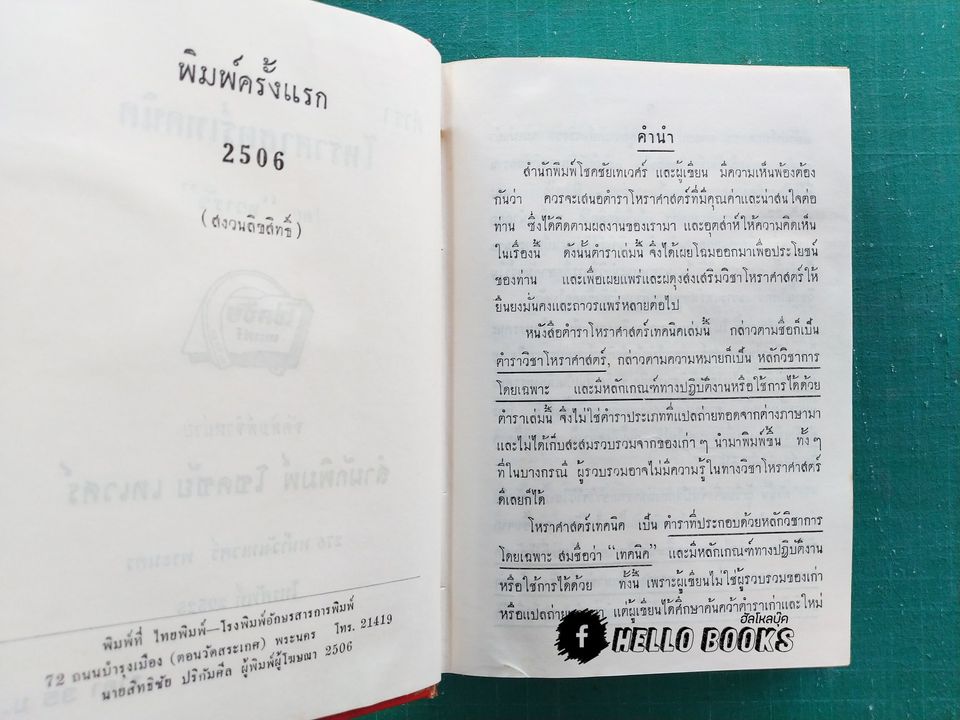 พิมพ์ครั้งแรก
2506
(สงวนลิขสิทธิ์)
พิมพ์ที่ ไทยพิมพ์—โรงพิมพ์อักษรสารการพิมพ์
72 ถนนบำรุงเมือง (ตอนวัดสระเกศ) พระนคร โทร. 21419
นายสิทธิชัย ปริกัมศีล ผู้พิมพ์ผู้โฆษณา 2506
คำนำ
สำนักพิมพ์โชคชัยเทเวศร์ และผู้เขียน มีความเห็นพ้องต้อง
กันว่า ควรจะเสนอตำราโหราศาสตร์ที่มีคุณค่าและน่าสนใจต่อ
ท่าน ซึ่งได้ติดตามผลงานของเรามา และอุตส่าห์ให้ความคิดเห็น
ในเรื่องนี้ ดังนั้นตำราเล่มนี้ จึงได้เผยโฉมออกมาเพื่อประโยชน์
ของท่าน และเพื่อเผยแพร่และผดุงส่งเสริมวิชาโหราศาสตร์ให้
ยืนยงมั่นคงและถาวรแพร่หลายต่อไป
หนังสือตำราโหราศาสตร์เทคนิคเล่มนี้ กล่าวตามชื่อก็เป็น
ตำราวิชาโหราศาสตร์, กล่าวตามความหมายก็เป็น หลักวิชาการ
โดยเฉพาะ และมีหลักเกณฑ์ทางปฏิบัติงานหรือใช้การได้ด้วย
ตำราเล่มนี้ จึงไม่ใช่ตำราประเภทที่แปลถ่ายทอดจากต่างภาษามา
และไม่ได้เก็บสะสมรวบรวมจากของเก่า ๆ นำมาพิมพ์ขึ้น ทั้ง ๆ
ที่ในบางกรณี ผู้รวบรวมอาจไม่มีความรู้ในทางวิชาโหราศาสตร์
ดีเลยก็ได้
โหราศาสตร์เทคนิค เป็น ตำราที่ประกอบด้วยหลักวิชาการ
โดยเฉพาะ สมชื่อว่า "เทคนิค" และมีหลักเกณฑ์ทางปฏิบัติงาน
หรือใช้การได้ด้วย ทั้งนี้ เพราะผู้เขียนไม่ใช่ผู้รวบรวมของเก่า
หรือแปลถ่าย แต่ผู้เขียนได้ศึกษาค้นคว้าตำราเก่าและใหม่
ฮัลโหลบุ๊ค
f HELLO BOOKS